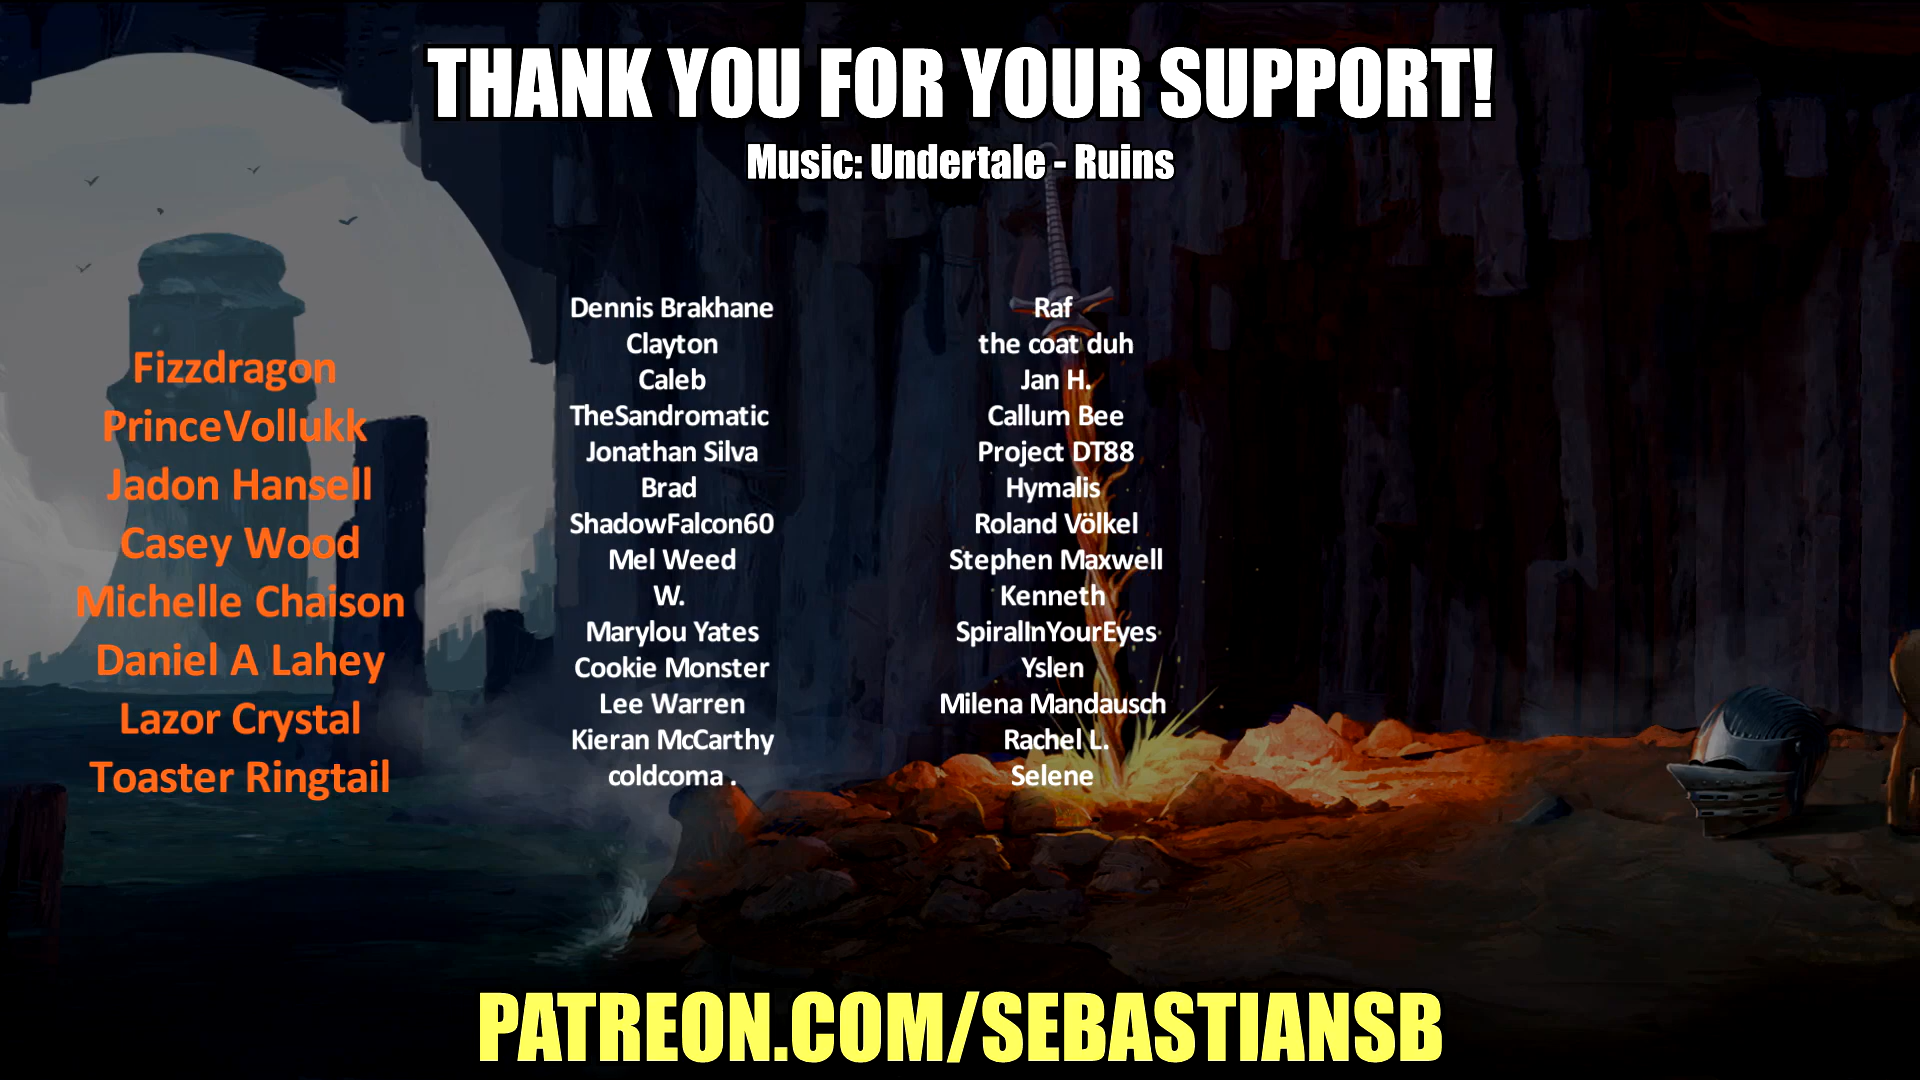 THANK YOU FOR YOUR SUPPORT!
Music: Undertale - Ruins
Fizzdragon
PrinceVollukk
Jadon Hansell
Casey Wood
Michelle Chaison
Daniel A Lahey
Lazor Crystal
Toaster Ringtail
Dennis Brakhane
Clayton
Caleb
TheSandromatic
Jonathan Silva
Brad
ShadowFalcon60
Mel Weed
W.
Marylou Yates
Cookie Monster
Lee Warren
Kieran McCarthy
coldcoma .
Raf
the coat duh
Jan H.
Callum Bee
Project DT88
Hymalis
Roland Völkel
Stephen Maxwell
Kenneth
SpiralInYourEyes
Yslen
Milena Mandausch
Rachel L.
Selene
PATREON.COM/SEBASTIANSB